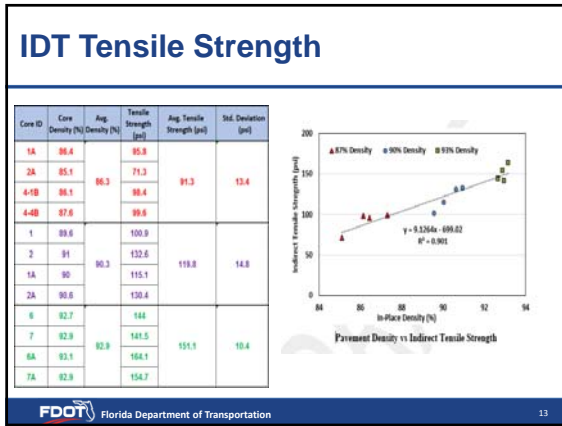 IDT Tensile Strength
Core ID | Core Density (%) | Avg. Density (%) | Tensile Strength (psi) | Avg. Tensile Strength (psi) | Std. Deviation (psi)
1A | 86.4 | 86.3 | 95.8 | 91.3 | 13.4
2A | 85.1 | 71.3
4-1B | 86.1 | 98.4
4-4B | 87.6 | 99.6
1 | 89.6 | 90.3 | 100.9 | 119.8 | 14.8
2 | 91 | 132.6
1A | 90 | 115.1
2A | 90.6 | 130.4
6 | 92.7 | 92.9 | 144 | 151.1 | 10.4
7 | 92.9 | 141.5
6A | 93.1 | 164.1
7A | 92.9 | 154.7
Indirect Tensile Strength (psi)
200
150
100
50
0
87% Density 90% Density 93% Density
y = 9.1264x - 699.02
R² = 0.901
84 86 88 90 92 94
In-Place Density (%)
Pavement Density vs Indirect Tensile Strength
FDOT Florida Department of Transportation
13